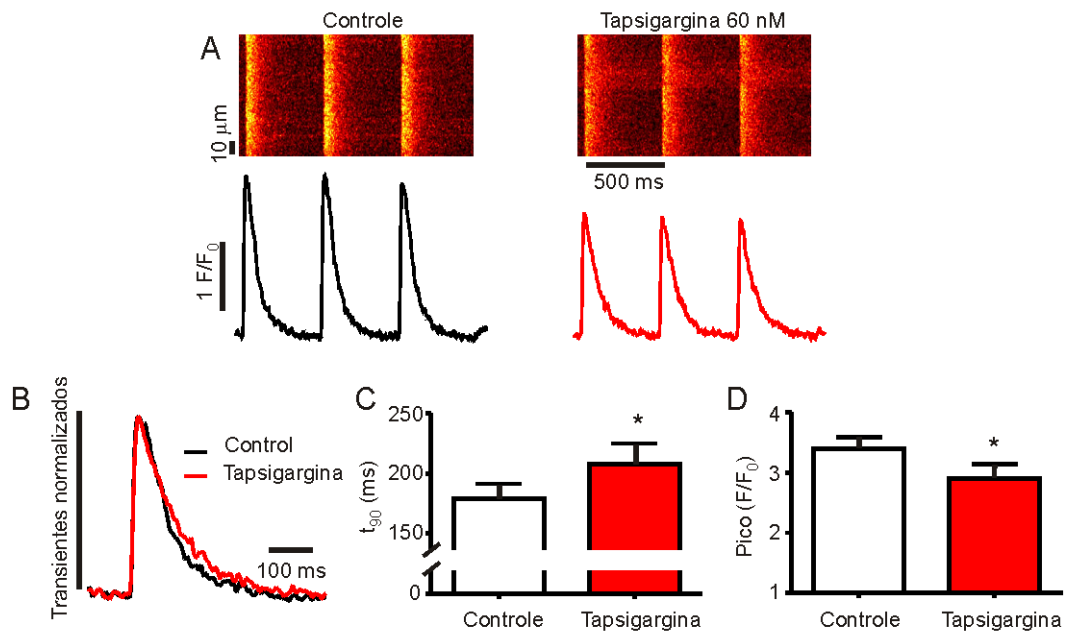 Controle
Tapsigargina 60 nM
A
10 µm
500 ms
1 F/F₀
B
Transientes normalizados
Control
Tapsigargina
100 ms
C
t₉₀ (ms)
250
200
150
0
*
Controle
Tapsigargina
D
Pico (F/F₀)
4
3
2
1
*
Controle
Tapsigargina